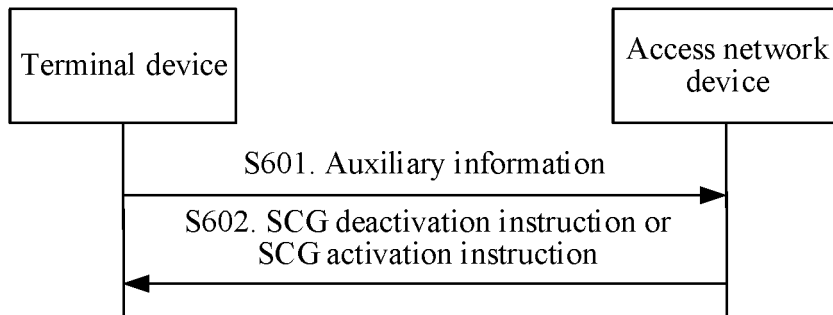 Terminal device
Access network
device
S601. Auxiliary information
S602. SCG deactivation instruction or
SCG activation instruction